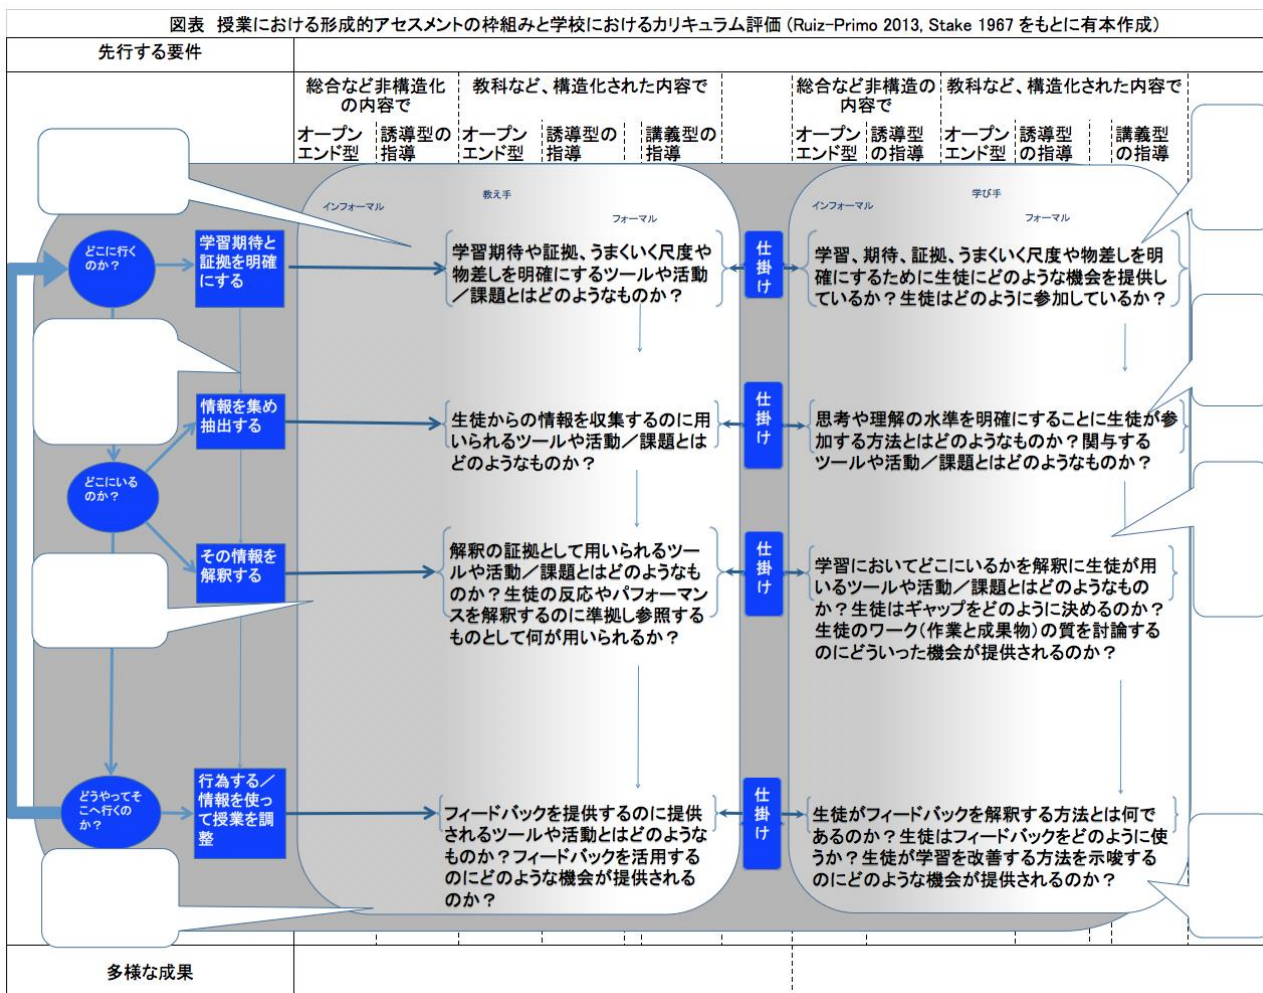 図表 授業における形成的アセスメントの枠組みと学校におけるカリキュラム評価 (Ruiz-Primo 2013, Stake 1967 をもとに有本作成)
先行する要件
総合など非構造化
の内容で
教科など、構造化された内容で
総合など非構造の
内容で
教科など、構造化された内容で
オープン
エンド型
誘導型の
指導
オープン
エンド型
誘導型の
指導
講義型の
指導
オープン
エンド型
誘導型
の指導
オープン
エンド型
誘導型
の指導
講義型
の指導
教え手
インフォーマル
フォーマル
学び手
インフォーマル
フォーマル
どこに行く
のか?
学習期待と
証拠を明確
にする
学習期待や証拠、うまくいく尺度や
物差しを明確にするツールや活動
/課題とはどのようなものか?
仕掛け
学習、期待、証拠、うまくいく尺度や物差しを明
確にするために生徒にどのような機会を提供し
ているか?生徒はどのように参加しているか?
情報を集め
抽出する
生徒からの情報を収集するのに用
いられるツールや活動/課題とは
どのようなものか?
仕掛け
思考や理解の水準を明確にすることに生徒が参
加する方法とはどのようなものか?関与する
ツールや活動/課題とはどのようなものか?
どこにいる
のか?
その情報を
解釈する
解釈の証拠として用いられるツー
ルや活動/課題とはどのようなも
のか?生徒の反応やパフォーマン
スを解釈するのに準拠し参照する
ものとして何が用いられるか?
仕掛け
学習においてどこにいるかを解釈に生徒が用
いるツールや活動/課題とはどのようなもの
か?生徒はギャップをどのように決めるのか?
生徒のワーク(作業と成果物)の質を討論する
のにどういった機会が提供されるのか?
どうやってそ
こへ行くの
か?
行為する/
情報を使っ
て授業を調
整
フィードバックを提供するのに提供
されるツールや活動とはどのような
ものか?フィードバックを活用する
のにどのような機会が提供される
のか?
仕掛け
生徒がフィードバックを解釈する方法とは何で
あるのか?生徒はフィードバックをどのように使
うか?生徒が学習を改善する方法を示唆する
のにどのような機会が提供されるのか?
多様な成果